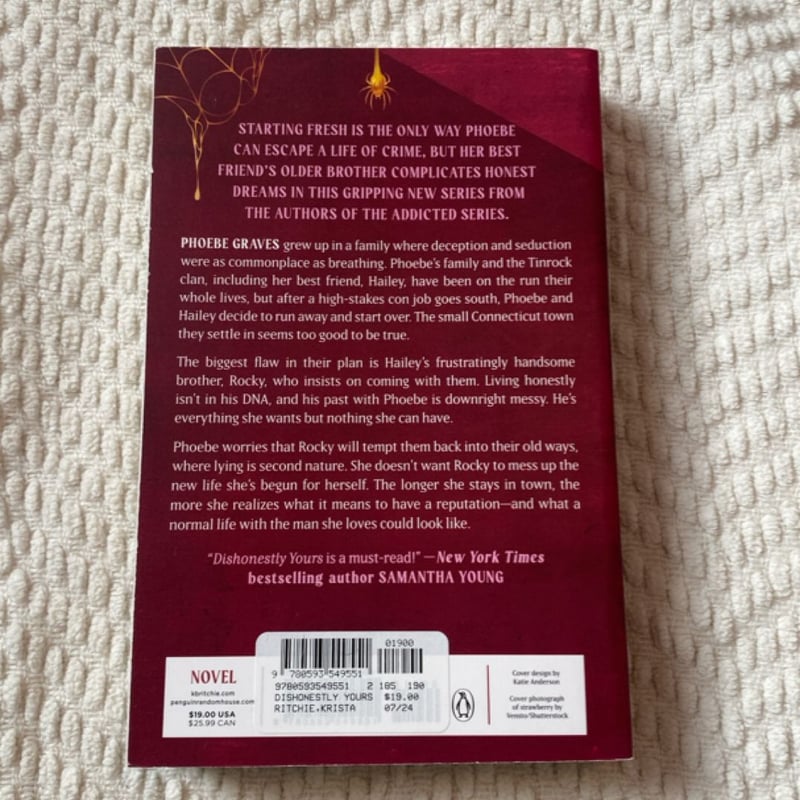 STARTING FRESH IS THE ONLY WAY PHOEBE
CAN ESCAPE A LIFE OF CRIME, BUT HER BEST
FRIEND'S OLDER BROTHER COMPLICATES HONEST
DREAMS IN THIS GRIPPING NEW SERIES FROM
THE AUTHORS OF THE ADDICTED SERIES.
PHOEBE GRAVES grew up in a family where deception and seduction
were as commonplace as breathing. Phoebe's family and the Tinrock
clan, including her best friend, Hailey, have been on the run their
whole lives, but after a high-stakes con job goes south, Phoebe and
Hailey decide to run away and start over. The small Connecticut town
they settle in seems too good to be true.
The biggest flaw in their plan is Hailey's frustratingly handsome
brother, Rocky, who insists on coming with them. Living honestly
isn't in his DNA, and his past with Phoebe is downright messy. He's
everything she wants but nothing she can have.
Phoebe worries that Rocky will tempt them back into their old ways,
where lying is second nature. She doesn't want Rocky to mess up the
new life she's begun for herself. The longer she stays in town, the
more she realizes what it means to have a reputation—and what a
normal life with the man she loves could look like.
"Dishonestly Yours is a must-read!" —New York Times
bestselling author SAMANTHA YOUNG
NOVEL
kbritchie.com
penguinrandomhouse.com
$19.00 USA
$25.99 CAN
01900
9 780593 549551
9780593549551 2 185 190
DISHONESTLY YOURS $19.00
RITCHIE,KRISTA 07/24
Cover design by
Katie Anderson
Cover photograph
of strawberry by
Vensto/Shutterstock